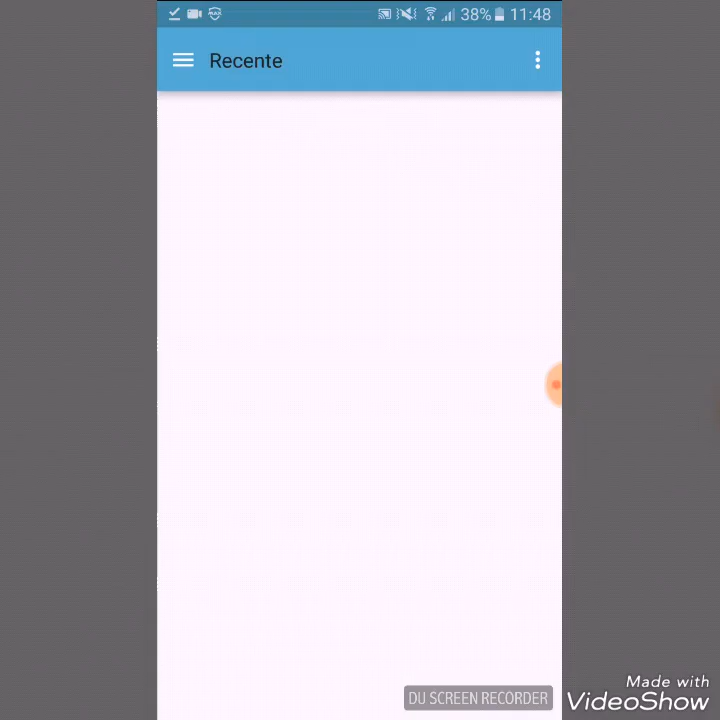 38% 11:48
Recente
DU SCREEN RECORDER
Made with
VideoShow